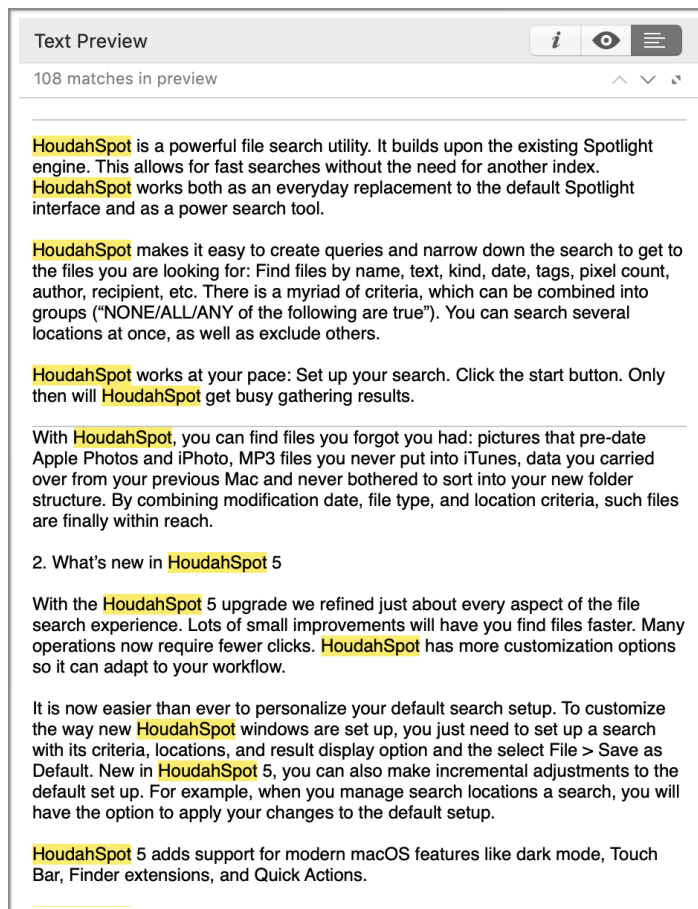 Text Preview
108 matches in preview
HoudahSpot is a powerful file search utility. It builds upon the existing Spotlight
engine. This allows for fast searches without the need for another index.
HoudahSpot works both as an everyday replacement to the default Spotlight
interface and as a power search tool.
HoudahSpot makes it easy to create queries and narrow down the search to get to
the files you are looking for: Find files by name, text, kind, date, tags, pixel count,
author, recipient, etc. There is a myriad of criteria, which can be combined into
groups (“NONE/ALL/ANY of the following are true”). You can search several
locations at once, as well as exclude others.
HoudahSpot works at your pace: Set up your search. Click the start button. Only
then will HoudahSpot get busy gathering results.
With HoudahSpot, you can find files you forgot you had: pictures that pre-date
Apple Photos and iPhoto, MP3 files you never put into iTunes, data you carried
over from your previous Mac and never bothered to sort into your new folder
structure. By combining modification date, file type, and location criteria, such files
are finally within reach.
2. What’s new in HoudahSpot 5
With the HoudahSpot 5 upgrade we refined just about every aspect of the file
search experience. Lots of small improvements will have you find files faster. Many
operations now require fewer clicks. HoudahSpot has more customization options
so it can adapt to your workflow.
It is now easier than ever to personalize your default search setup. To customize
the way new HoudahSpot windows are set up, you just need to set up a search
with its criteria, locations, and result display option and the select File > Save as
Default. New in HoudahSpot 5, you can also make incremental adjustments to the
default set up. For example, when you manage search locations a search, you will
have the option to apply your changes to the default setup.
HoudahSpot 5 adds support for modern macOS features like dark mode, Touch
Bar, Finder extensions, and Quick Actions.